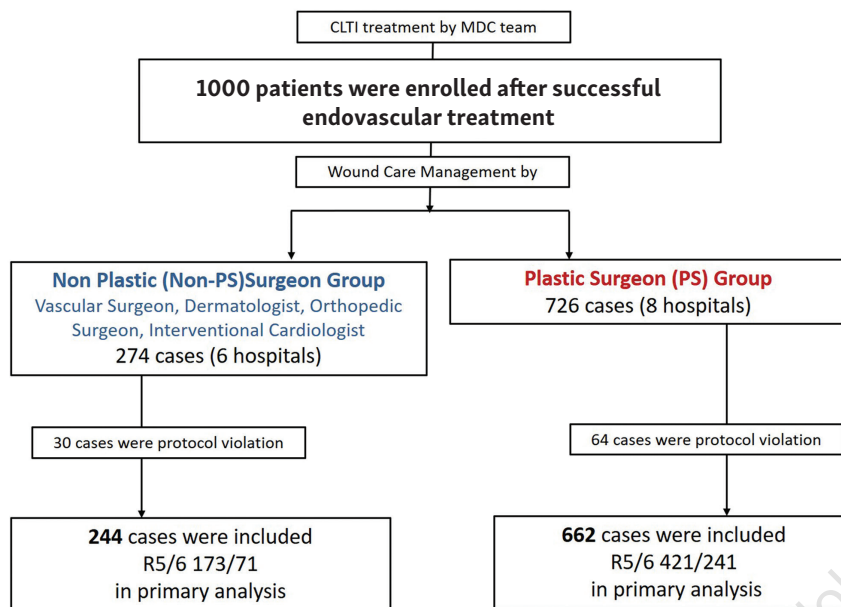 CLTI treatment by MDC team
1000 patients were enrolled after successful
endovascular treatment
Wound Care Management by
Non Plastic (Non-PS)Surgeon Group
Vascular Surgeon, Dermatologist, Orthopedic
Surgeon, Interventional Cardiologist
274 cases (6 hospitals)
Plastic Surgeon (PS) Group
726 cases (8 hospitals)
30 cases were protocol violation
64 cases were protocol violation
244 cases were included
R5/6 173/71
in primary analysis
662 cases were included
R5/6 421/241
in primary analysis